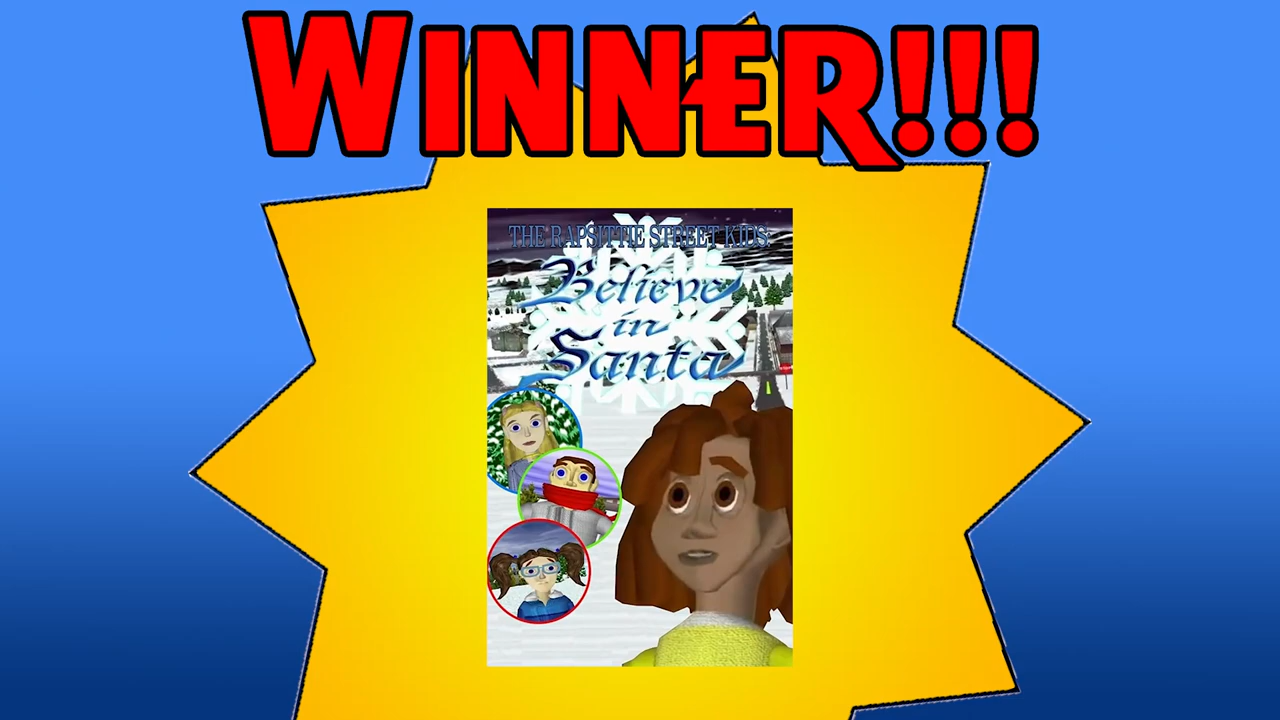 WINNER!!!
THE RAPSITTIE STREET KIDS:
Believe
in
Santa